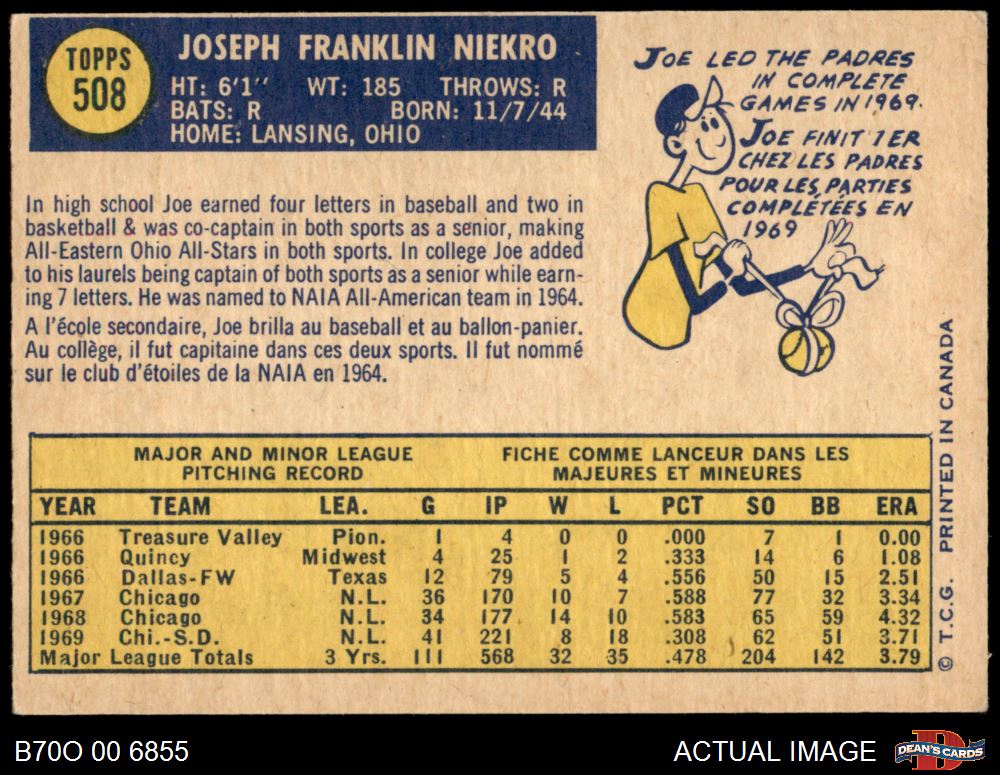 TOPPS
508
JOSEPH FRANKLIN NIEKRO
HT: 6'1" WT: 185 THROWS: R
BATS: R BORN: 11/7/44
HOME: LANSING, OHIO
JOE LED THE PADRES
IN COMPLETE
GAMES IN 1969.
JOE FINIT 1ER
CHEZ LES PADRES
POUR LES PARTIES
COMPLÉTÉES EN
1969
In high school Joe earned four letters in baseball and two in
basketball & was co-captain in both sports as a senior, making
All-Eastern Ohio All-Stars in both sports. In college Joe added
to his laurels being captain of both sports as a senior while earn-
ing 7 letters. He was named to NAIA All-American team in 1964.
A l'école secondaire, Joe brilla au baseball et au ballon-panier.
Au collège, il fut capitaine dans ces deux sports. Il fut nommé
sur le club d'étoiles de la NAIA en 1964.
MAJOR AND MINOR LEAGUE
PITCHING RECORD
FICHE COMME LANCEUR DANS LES
MAJEURES ET MINEURES
YEAR TEAM LEA. G IP W L PCT SO BB ERA
1966 Treasure Valley Pion. 1 4 0 0 .000 7 1 0.00
1966 Quincy Midwest 4 25 1 2 .333 14 6 1.08
1966 Dallas-FW Texas 12 79 5 4 .556 50 15 2.51
1967 Chicago N.L. 36 170 10 7 .588 77 32 3.34
1968 Chicago N.L. 34 177 14 10 .583 65 59 4.32
1969 Chi.-S.D. N.L. 41 221 8 18 .308 62 51 3.71
Major League Totals 3 Yrs. 111 568 32 35 .478 204 142 3.79
© T.C.G. PRINTED IN CANADA
B70O 00 6855
ACTUAL IMAGE
D
DEAN'S CARDS